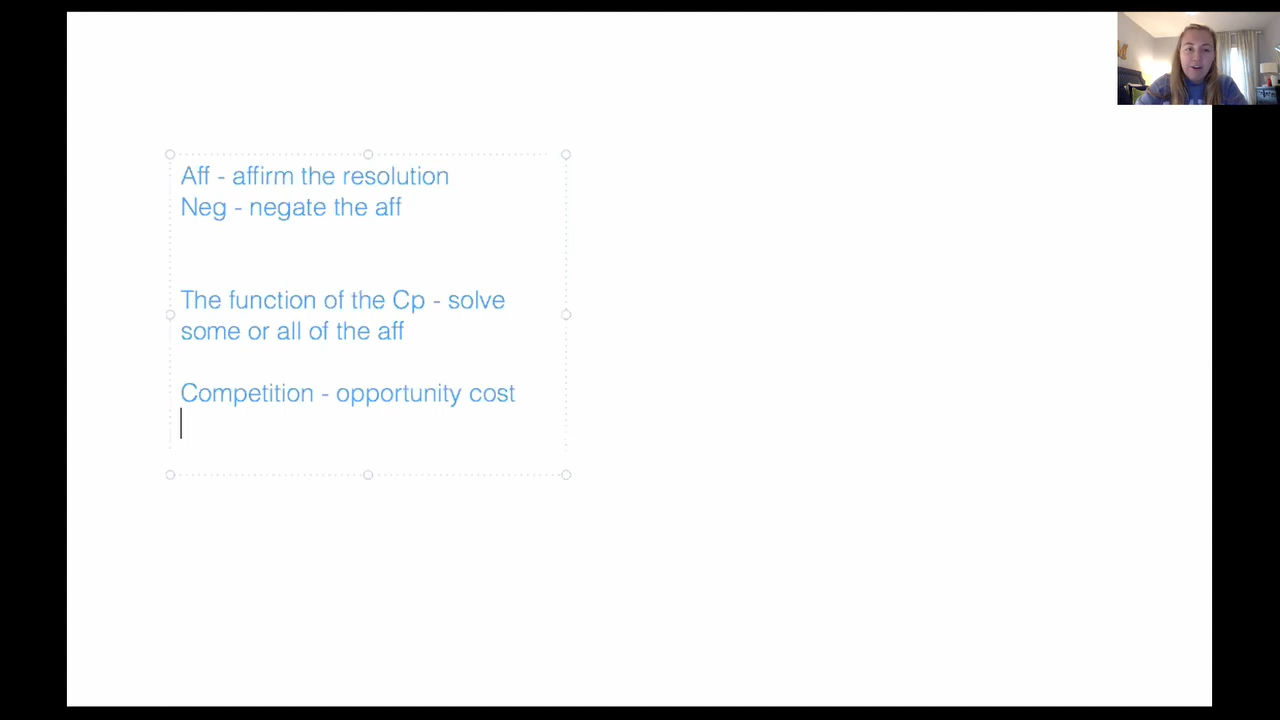 Aff - affirm the resolution
Neg - negate the aff
The function of the Cp - solve
some or all of the aff
Competition - opportunity cost